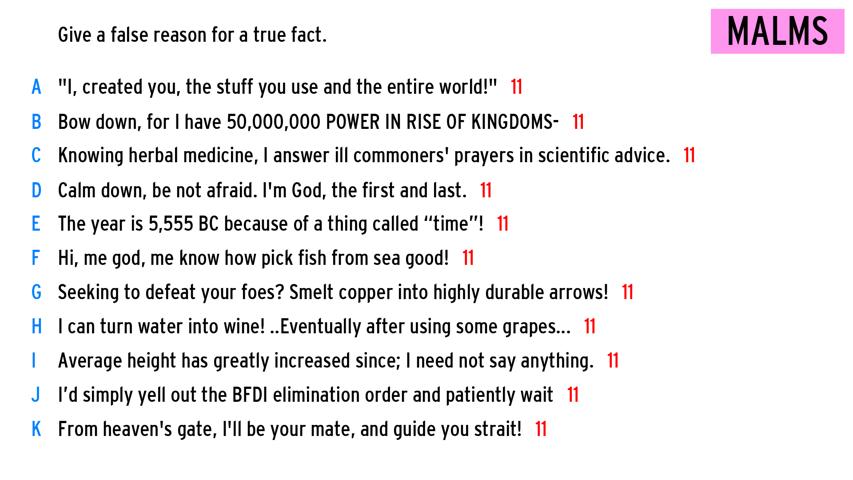 Give a false reason for a true fact.
MALMS
A "I, created you, the stuff you use and the entire world!" 11
B Bow down, for I have 50,000,000 POWER IN RISE OF KINGDOMS- 11
C Knowing herbal medicine, I answer ill commoners' prayers in scientific advice. 11
D Calm down, be not afraid. I'm God, the first and last. 11
E The year is 5,555 BC because of a thing called “time”! 11
F Hi, me god, me know how pick fish from sea good! 11
G Seeking to defeat your foes? Smelt copper into highly durable arrows! 11
H I can turn water into wine! ..Eventually after using some grapes... 11
I Average height has greatly increased since; I need not say anything. 11
J I’d simply yell out the BFDI elimination order and patiently wait 11
K From heaven's gate, I'll be your mate, and guide you strait! 11